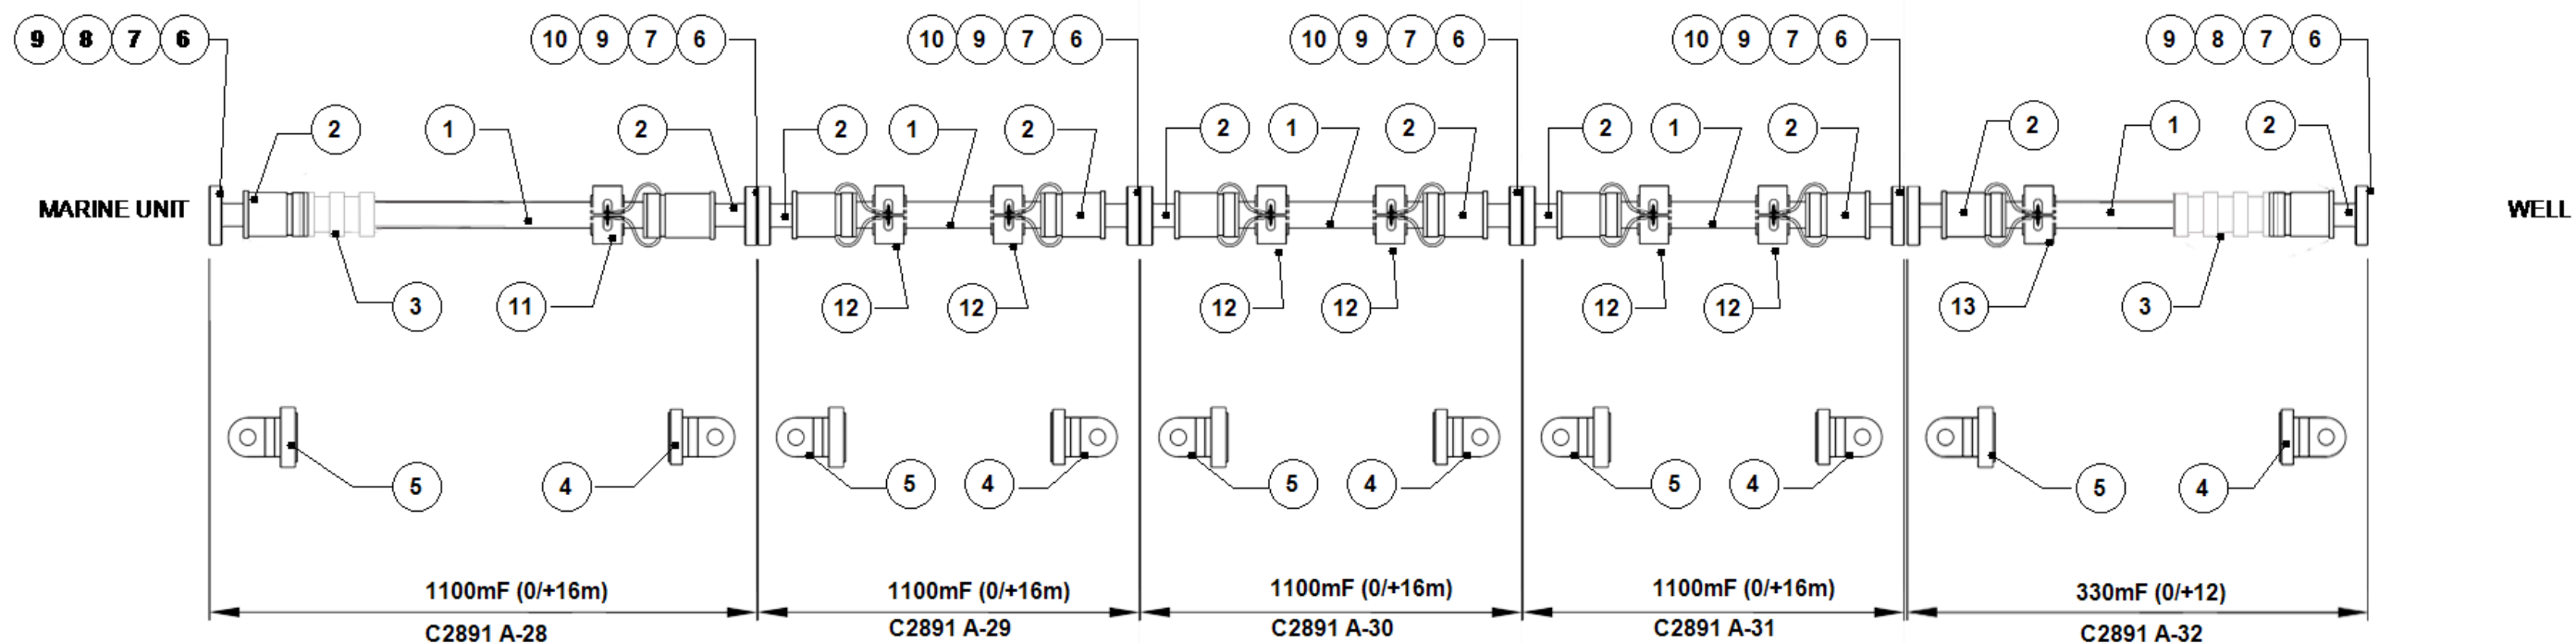 9 8 7 6
10 9 7 6
10 9 7 6
10 9 7 6
10 9 7 6
9 8 7 6
2 1 2
2 1 2
2 1 2
2 1 2
2 1 2
MARINE UNIT
WELL
3 11
12 12
12 12
12 12
13 3
5 4
5 4
5 4
5 4
5 4
1100mF (0/+16m)
C2891 A-28
1100mF (0/+16m)
C2891 A-29
1100mF (0/+16m)
C2891 A-30
1100mF (0/+16m)
C2891 A-31
330mF (0/+12)
C2891 A-32